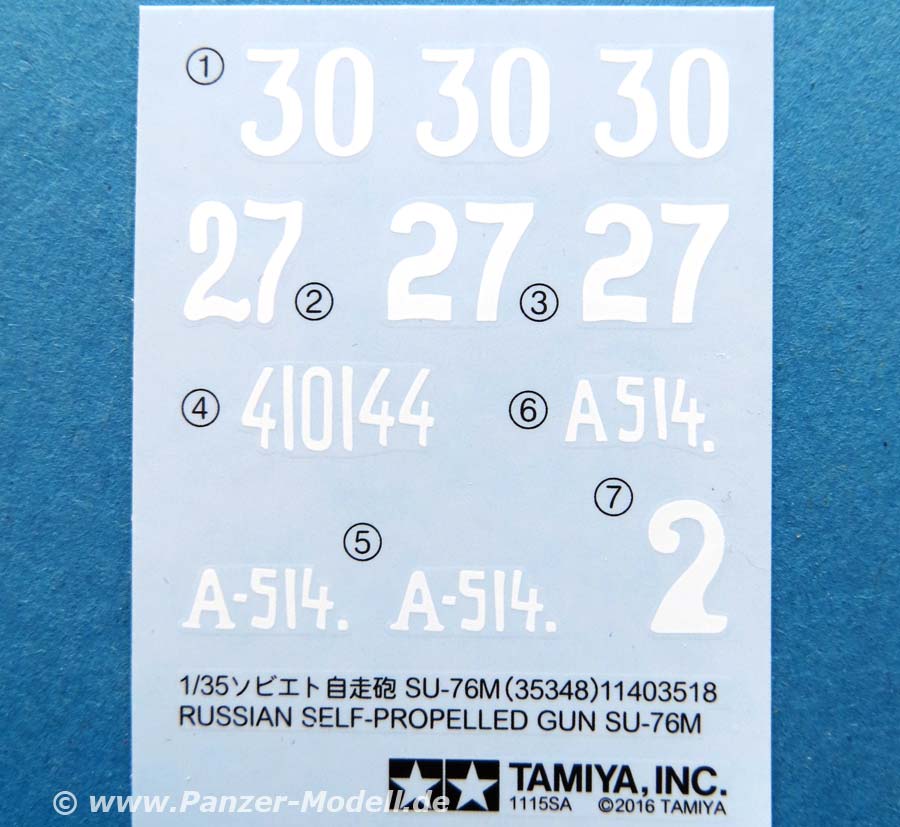 ① 30 30 30
27 ② 27 ③ 27
④ 410144 ⑥ A514.
⑦ 2
⑤
A-514. A-514.
1/35ソビエト自走砲 SU-76M(35348)11403518
RUSSIAN SELF-PROPELLED GUN SU-76M
TAMIYA, INC.
1115SA ©2016 TAMIYA
© www.Panzer-Modell.de